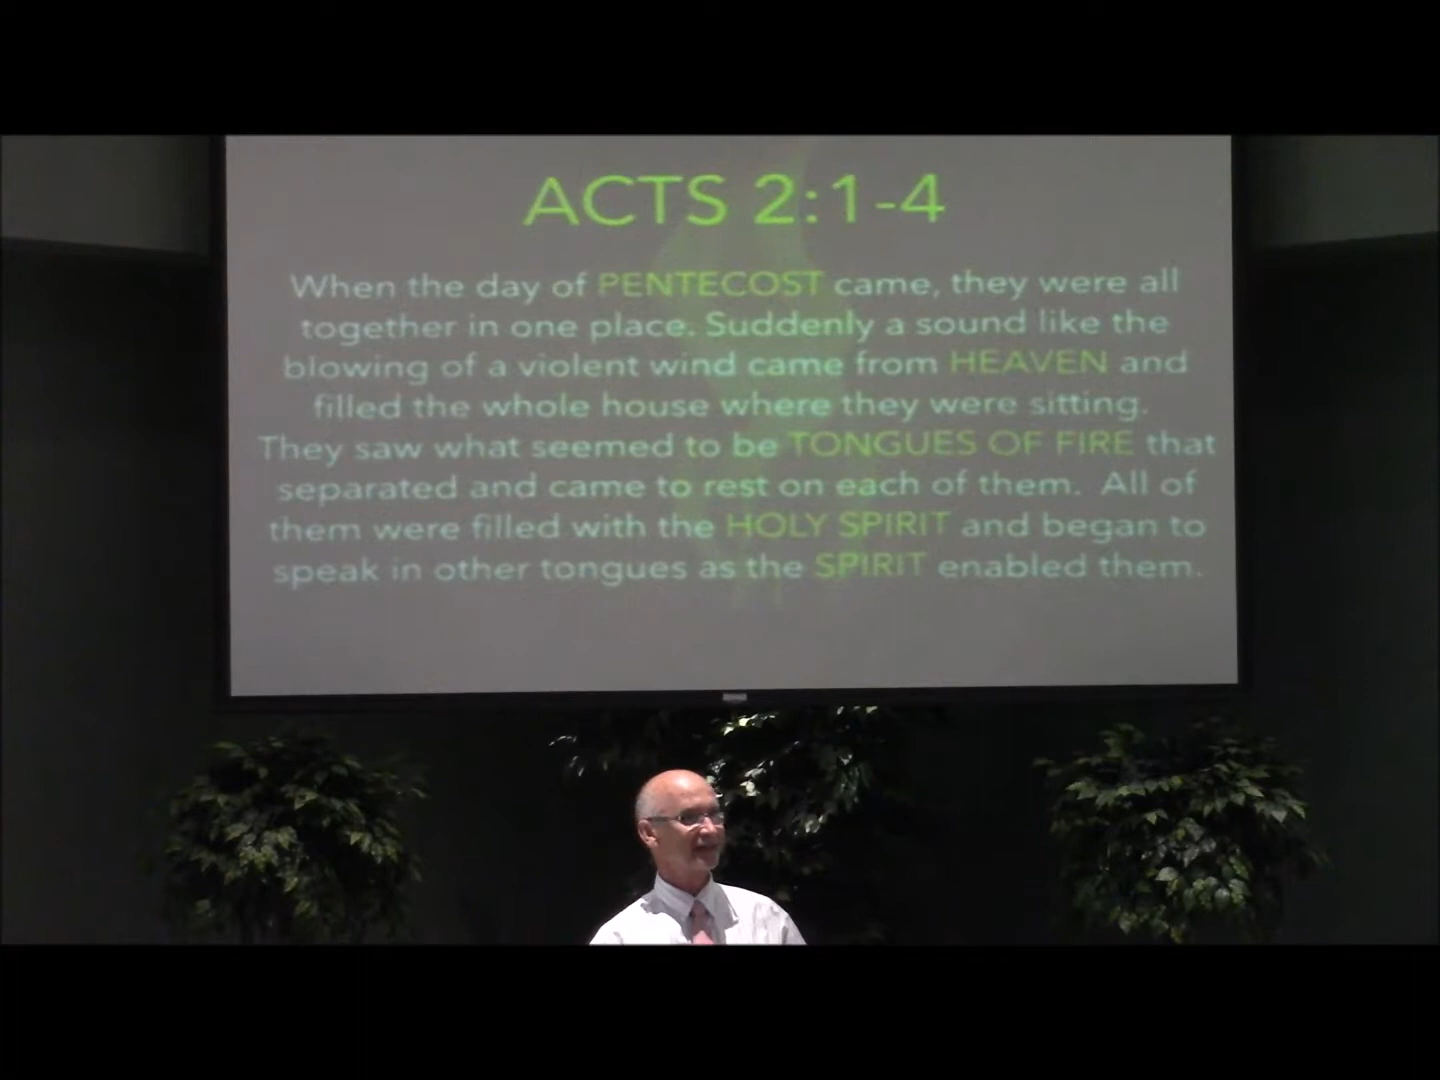 ACTS 2:1-4
When the day of PENTECOST came, they were all
together in one place. Suddenly a sound like the
blowing of a violent wind came from HEAVEN and
filled the whole house where they were sitting.
They saw what seemed to be TONGUES OF FIRE that
separated and came to rest on each of them. All of
them were filled with the HOLY SPIRIT and began to
speak in other tongues as the SPIRIT enabled them.